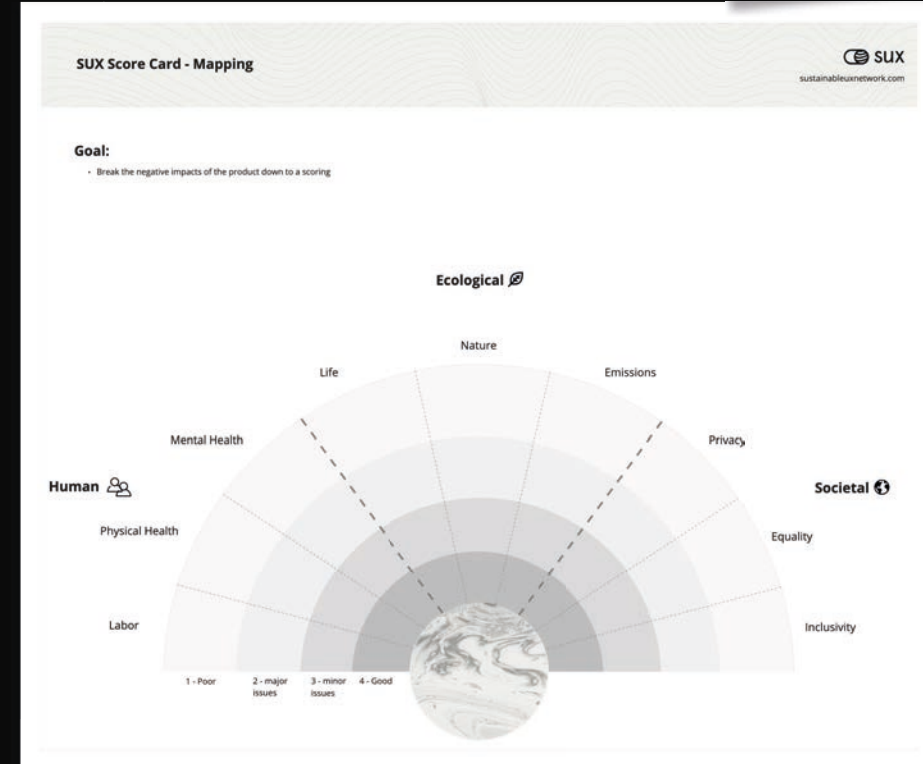 SUX Score Card - Mapping
SUX
sustainableuxnetwork.com
Goal:
• Break the negative impacts of the product down to a scoring
Ecological
Nature
Life
Emissions
Mental Health
Privacy
Human
Societal
Physical Health
Equality
Labor
Inclusivity
1 - Poor
2 - major
issues
3 - minor
issues
4 - Good